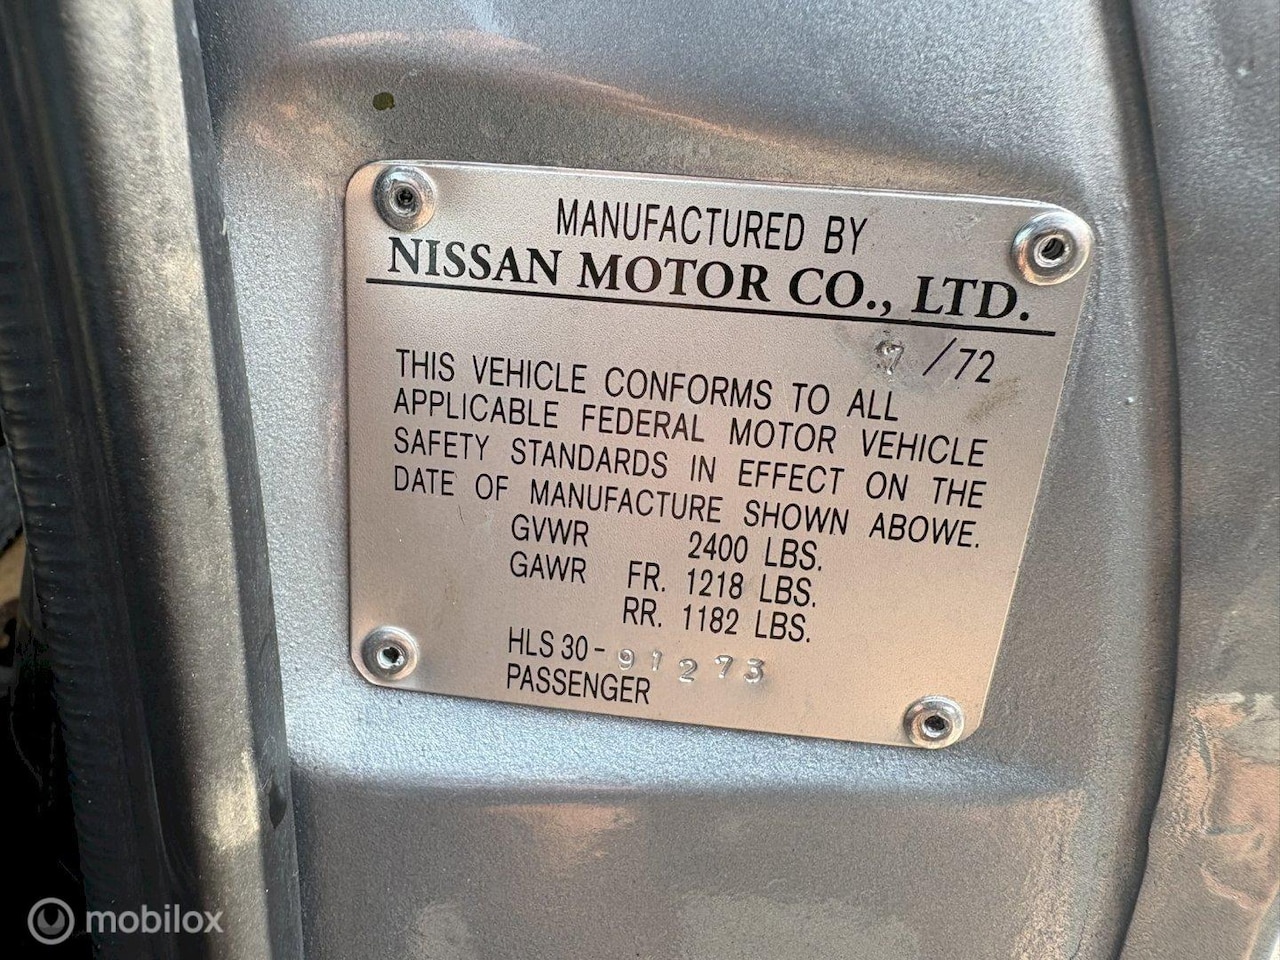 MANUFACTURED BY
NISSAN MOTOR CO., LTD.
7/72
THIS VEHICLE CONFORMS TO ALL
APPLICABLE FEDERAL MOTOR VEHICLE
SAFETY STANDARDS IN EFFECT ON THE
DATE OF MANUFACTURE SHOWN ABOWE.
GVWR 2400 LBS.
GAWR FR. 1218 LBS.
RR. 1182 LBS.
HLS30-91273
PASSENGER
mobilox